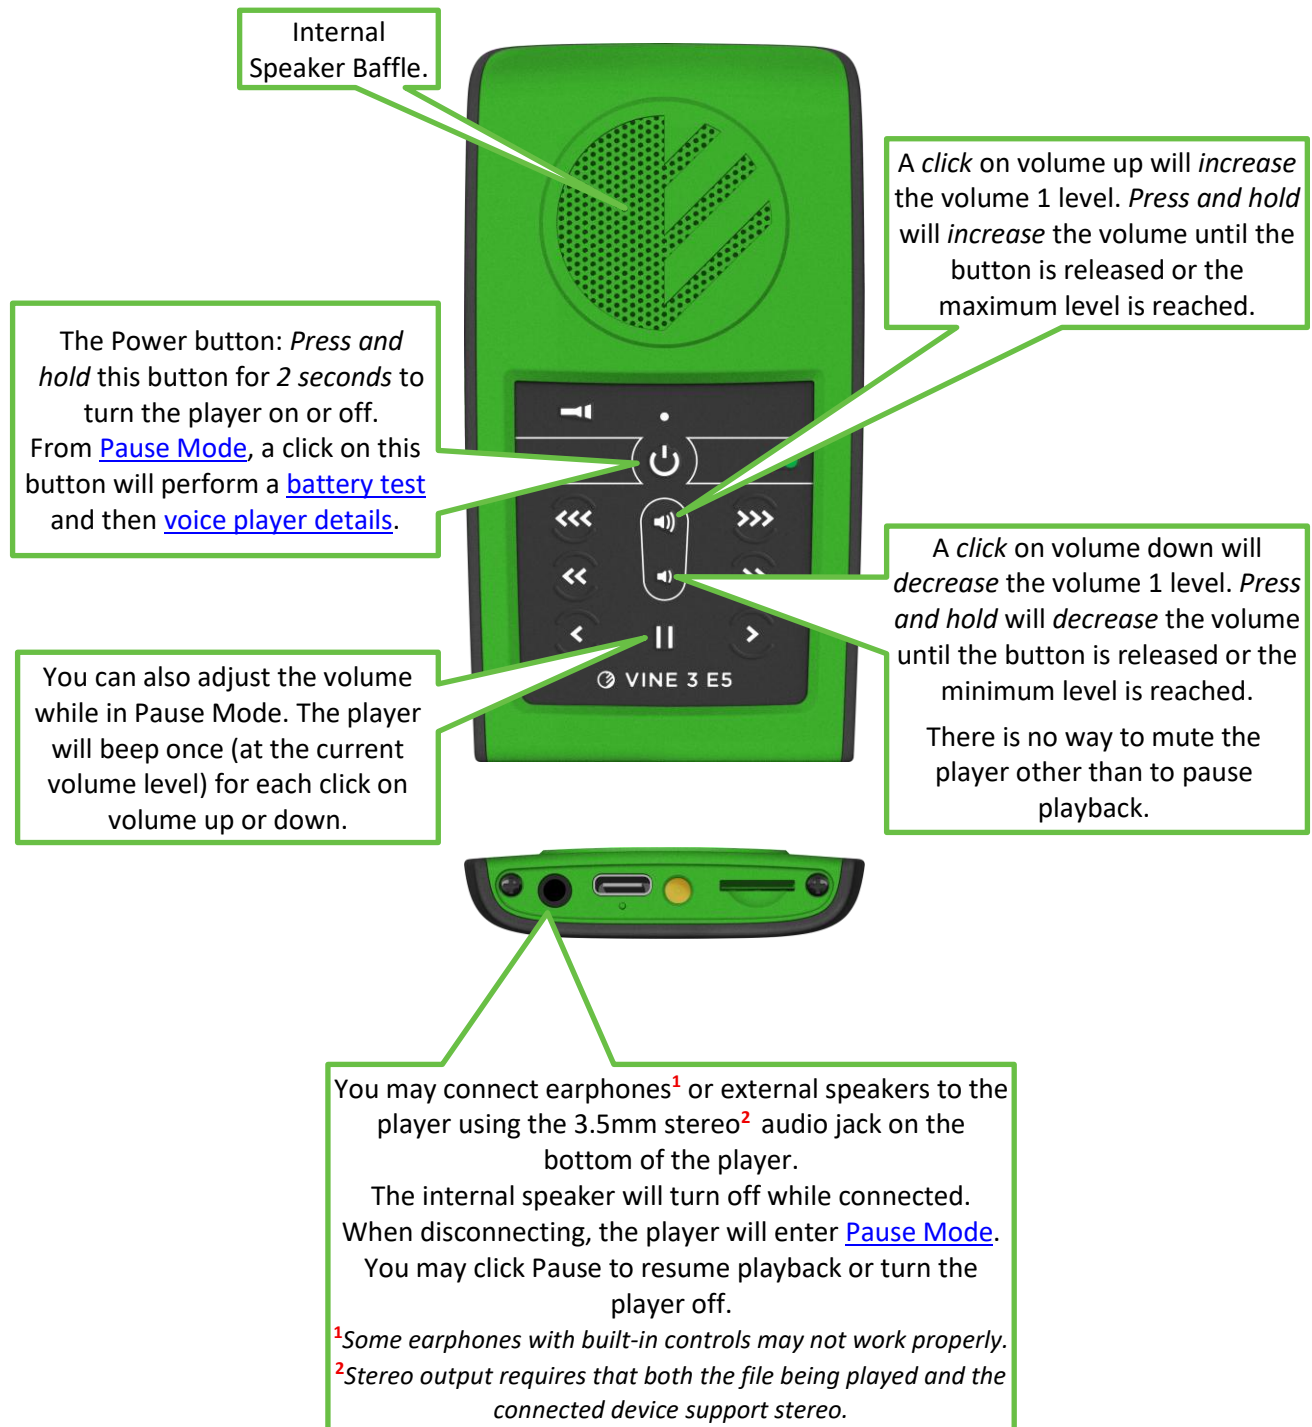 Internal
Speaker Baffle.
A click on volume up will increase
the volume 1 level. Press and hold
will increase the volume until the
button is released or the
maximum level is reached.
The Power button: Press and
hold this button for 2 seconds to
turn the player on or off.
From Pause Mode, a click on this
button will perform a battery test
and then voice player details.
<<<
>>>
<<
>>
<
>
VINE 3 E5
A click on volume down will
decrease the volume 1 level. Press
and hold will decrease the volume
until the button is released or the
minimum level is reached.
There is no way to mute the
player other than to pause
playback.
You can also adjust the volume
while in Pause Mode. The player
will beep once (at the current
volume level) for each click on
volume up or down.
You may connect earphones1 or external speakers to the
player using the 3.5mm stereo2 audio jack on the
bottom of the player.
The internal speaker will turn off while connected.
When disconnecting, the player will enter Pause Mode.
You may click Pause to resume playback or turn the
player off.
1Some earphones with built-in controls may not work properly.
2Stereo output requires that both the file being played and the
connected device support stereo.